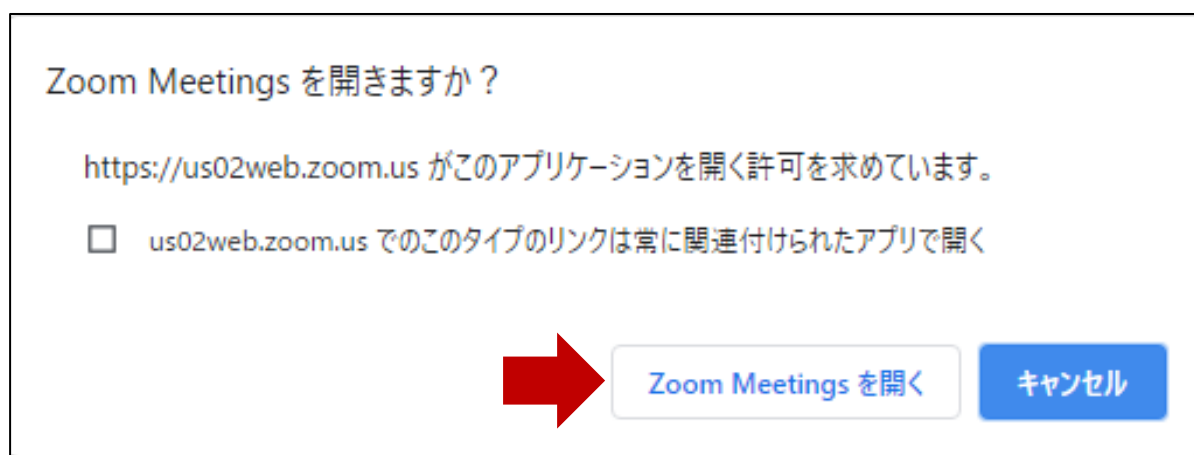 Zoom Meetings を開きますか？
https://us02web.zoom.us がこのアプリケーションを開く許可を求めています。
us02web.zoom.us でのこのタイプのリンクは常に関連付けられたアプリで開く
Zoom Meetings を開く
キャンセル